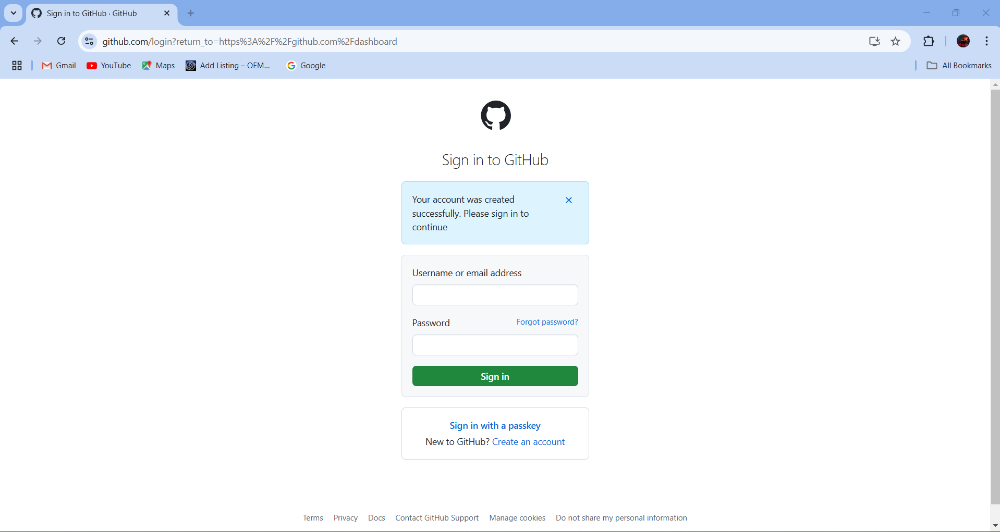 Sign in to GitHub · GitHub
github.com/login?return_to=https%3A%2F%2Fgithub.com%2Fdashboard
Gmail
YouTube
Maps
Add Listing – OEM...
Google
All Bookmarks
Sign in to GitHub
Your account was created
successfully. Please sign in to
continue
Username or email address
Password
Forgot password?
Sign in
Sign in with a passkey
New to GitHub? Create an account
Terms
Privacy
Docs
Contact GitHub Support
Manage cookies
Do not share my personal information